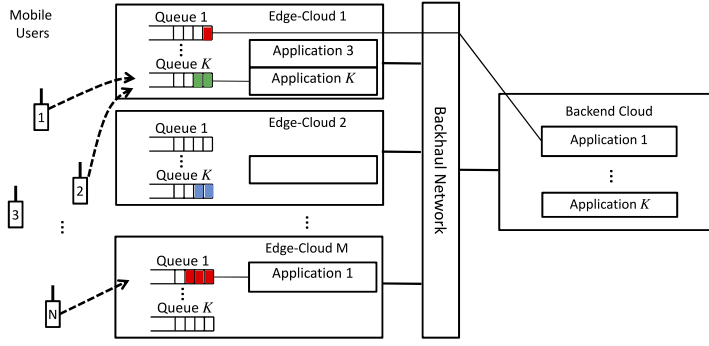 Mobile
Users
1
2
3
N
Edge-Cloud 1
Queue 1
Queue K
Application 3
Application K
Edge-Cloud 2
Queue 1
Queue K
Edge-Cloud M
Queue 1
Application 1
Queue K
Backhaul Network
Backend Cloud
Application 1
Application K